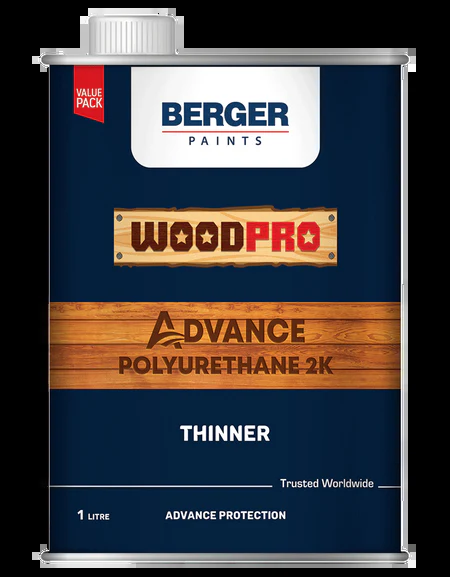 VALUE
PACK
BERGER
PAINTS
WOODPRO
ADVANCE
POLYURETHANE 2K
THINNER
Trusted Worldwide
1 LITRE
ADVANCE PROTECTION